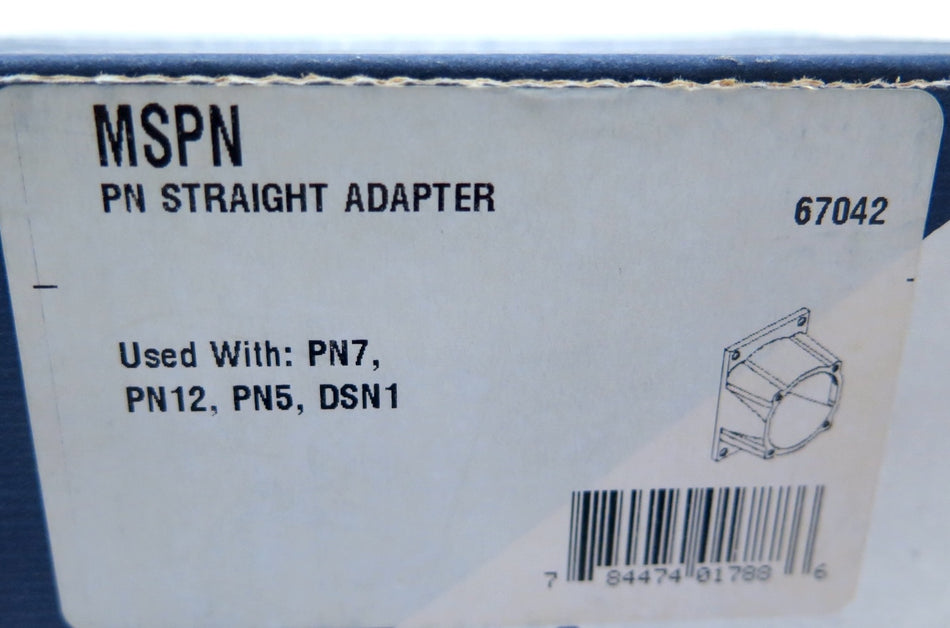 MSPN
PN STRAIGHT ADAPTER
67042
Used With: PN7,
PN12, PN5, DSN1
7 84474 01788 6